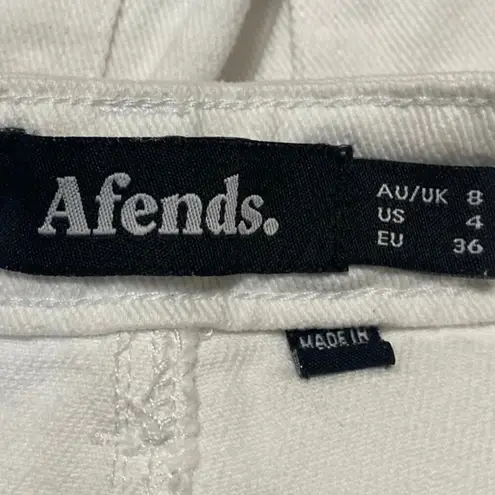 Afends.
AU/UK 8
US 4
EU 36
MADE IN